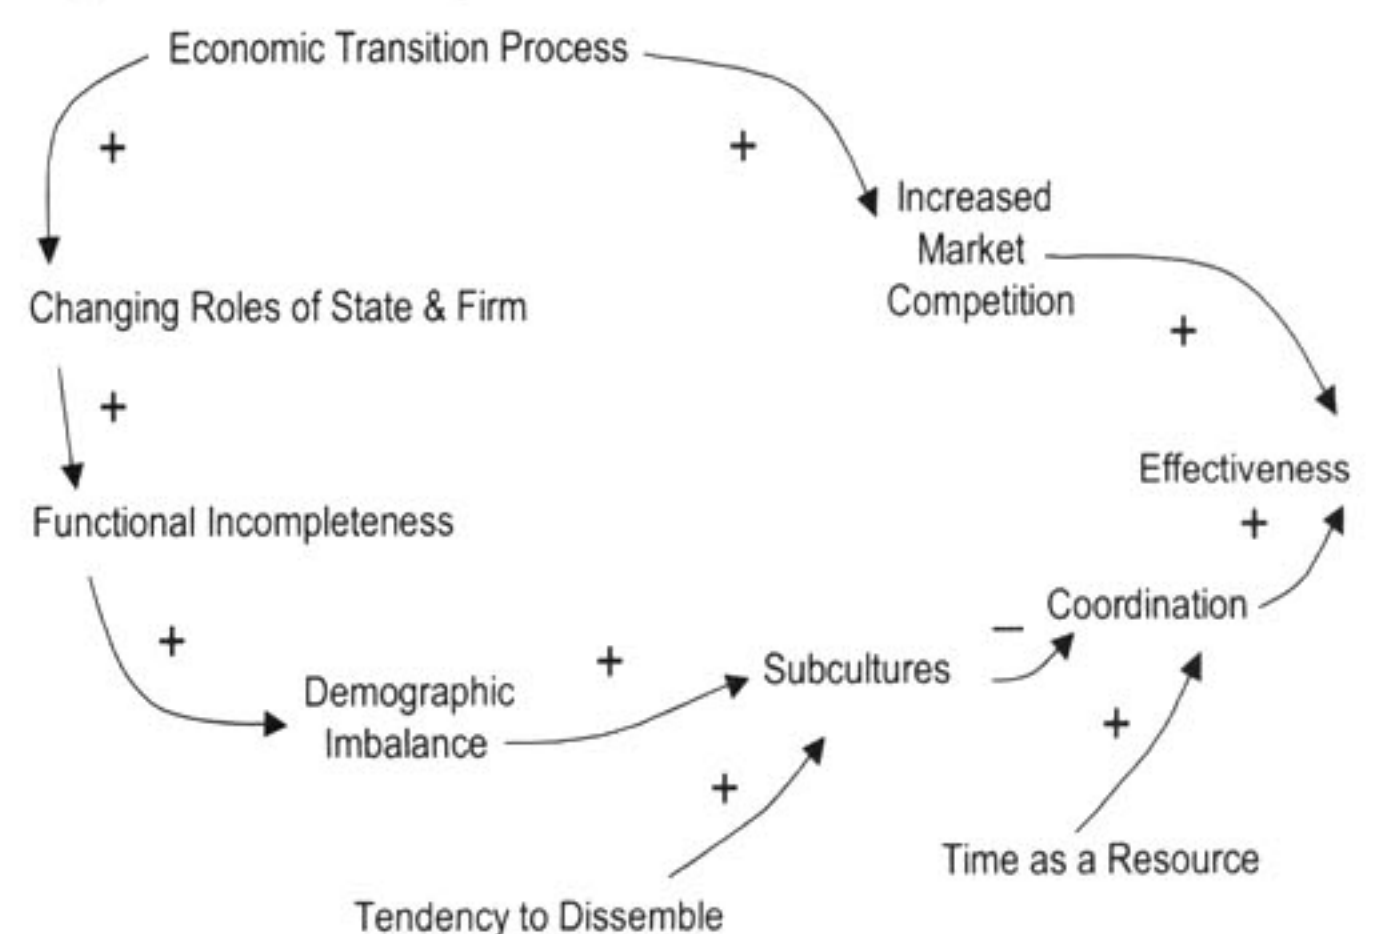 Economic Transition Process
+
+
Increased
Market
Competition
Changing Roles of State & Firm
+
+
Effectiveness
Functional Incompleteness
+
Coordination
–
+
+
Subcultures
Demographic
Imbalance
+
+
Time as a Resource
Tendency to Dissemble